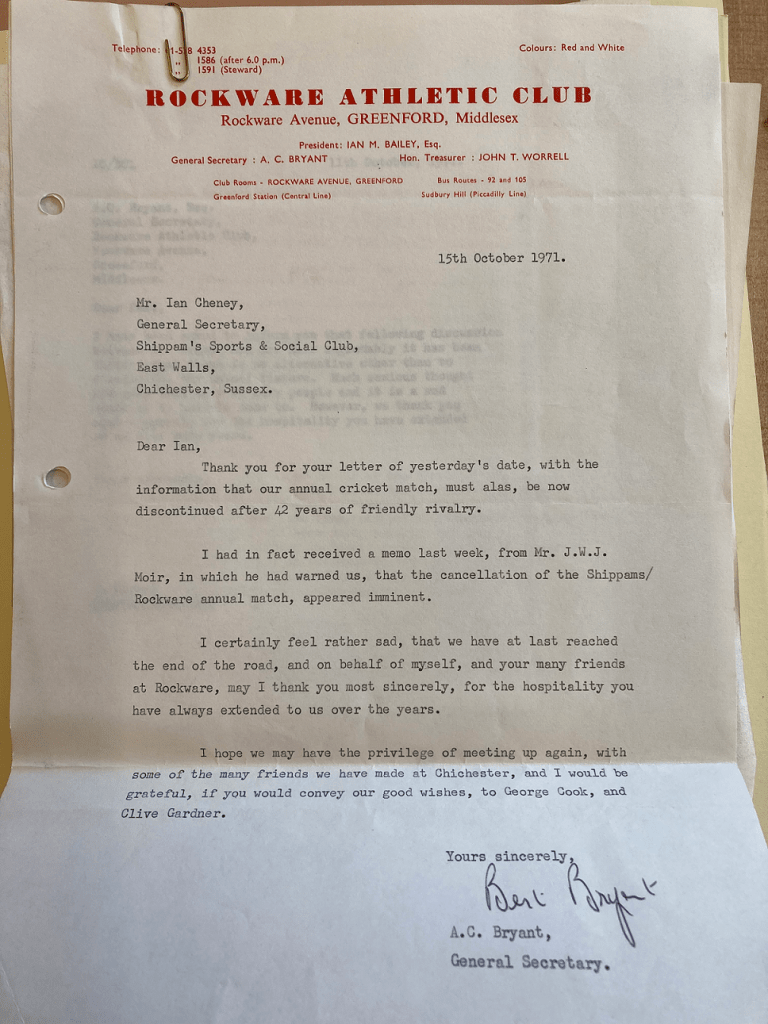 Telephone: 01-578 4353
" 1586 (after 6.0 p.m.)
" 1591 (Steward)
Colours: Red and White
ROCKWARE ATHLETIC CLUB
Rockware Avenue, GREENFORD, Middlesex
President: IAN M. BAILEY, Esq.
General Secretary : A. C. BRYANT Hon. Treasurer : JOHN T. WORRELL
Club Rooms - ROCKWARE AVENUE, GREENFORD Bus Routes - 92 and 105
Greenford Station (Central Line) Sudbury Hill (Piccadilly Line)
15th October 1971.
Mr. Ian Cheney,
General Secretary,
Shippam's Sports & Social Club,
East Walls,
Chichester, Sussex.
Dear Ian,
Thank you for your letter of yesterday's date, with the
information that our annual cricket match, must alas, be now
discontinued after 42 years of friendly rivalry.
I had in fact received a memo last week, from Mr. J.W.J.
Moir, in which he had warned us, that the cancellation of the Shippams/
Rockware annual match, appeared imminent.
I certainly feel rather sad, that we have at last reached
the end of the road, and on behalf of myself, and your many friends
at Rockware, may I thank you most sincerely, for the hospitality you
have always extended to us over the years.
I hope we may have the privilege of meeting up again, with
some of the many friends we have made at Chichester, and I would be
grateful, if you would convey our good wishes, to George Cook, and
Clive Gardner.
Yours sincerely,
Bert Bryant
A.C. Bryant,
General Secretary.